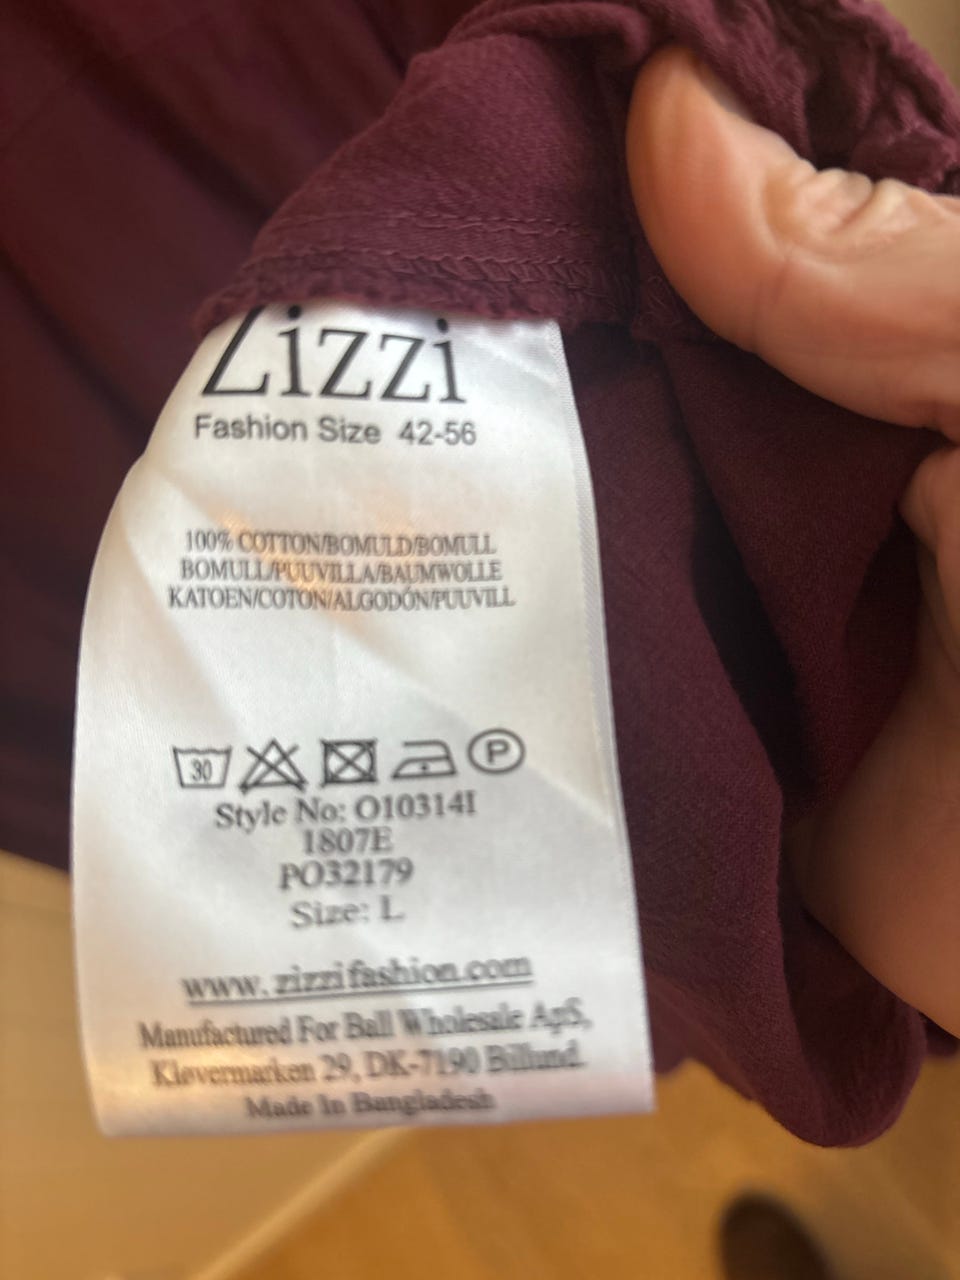 Zizzi
Fashion Size 42-56
100% COTTON/BOMULD/BOMULL
BOMULL/PUUVILLA/BAUMWOLLE
KATOEN/COTON/ALGODÓN/PUUVILL
30 P
Style No: O10314I
1807E
PO32179
Size: L
www.zizzifashion.com
Manufactured For Ball Wholesale ApS,
Kløvermarken 29, DK-7190 Billund.
Made In Bangladesh